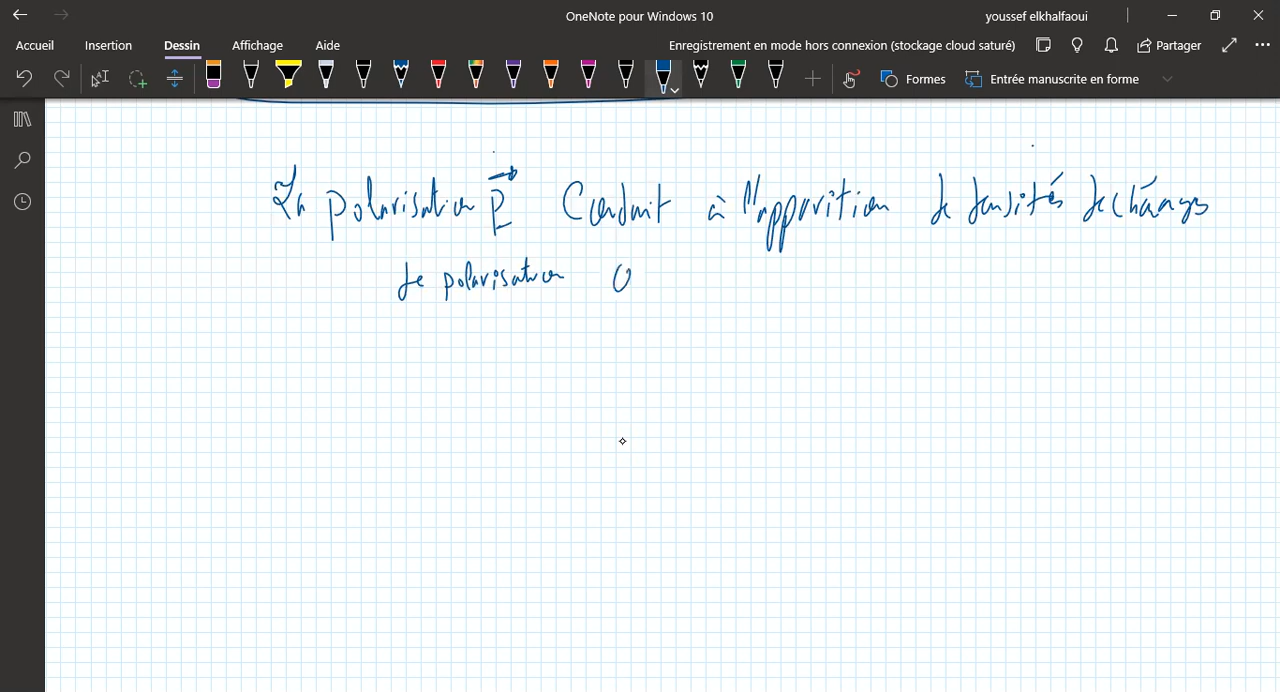 OneNote pour Windows 10
youssef elkhalfaoui
Accueil Insertion Dessin Affichage Aide
Enregistrement en mode hors connexion (stockage cloud saturé)
Partager
Formes
Entrée manuscrite en forme
La polarisation P⃗ Conduit à l'apparition de densités de charges
de polarisation